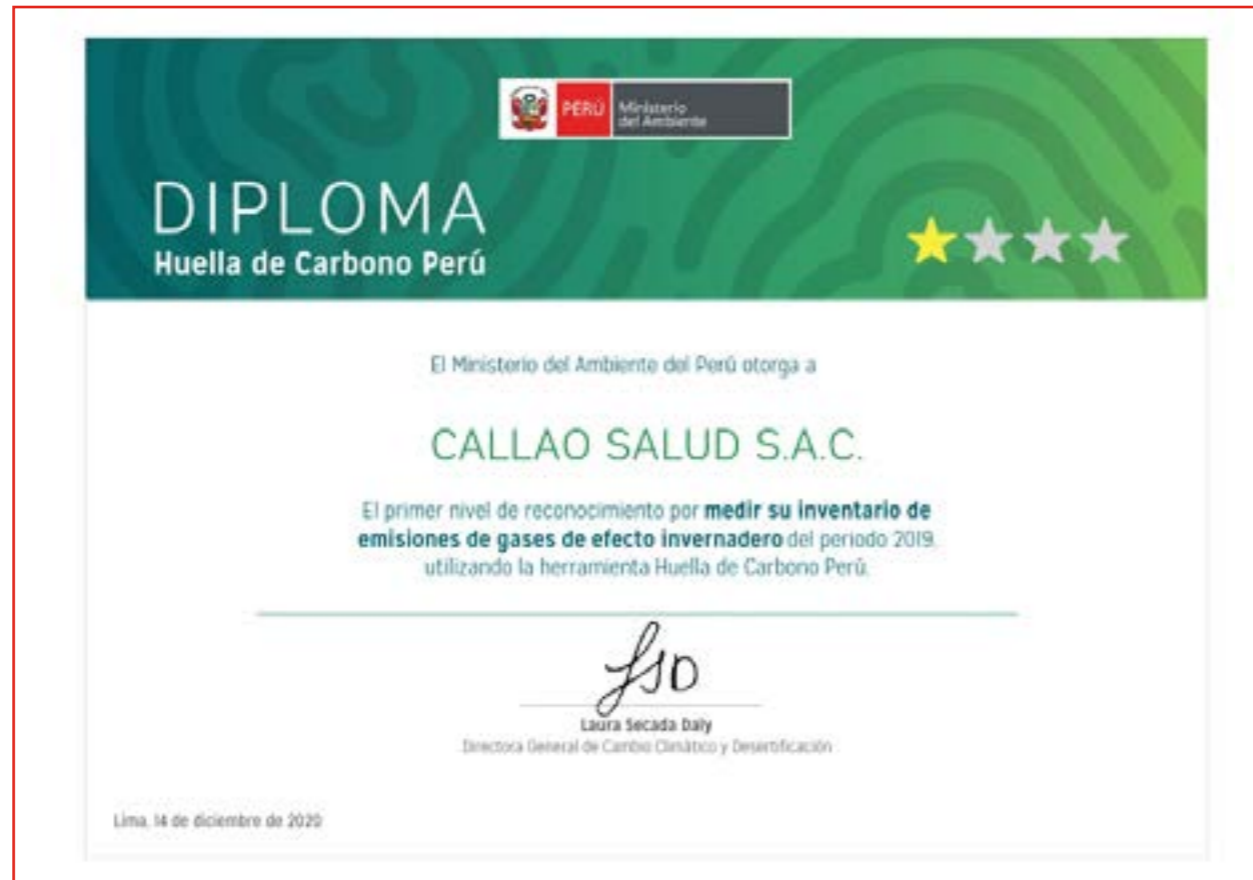 PERÚ
Ministerio
del Ambiente
DIPLOMA
Huella de Carbono Perú
El Ministerio del Ambiente del Perú otorga a
CALLAO SALUD S.A.C.
El primer nivel de reconocimiento por medir su inventario de
emisiones de gases de efecto invernadero del periodo 2019,
utilizando la herramienta Huella de Carbono Perú.
Laura Secada Daly
Directora General de Cambio Climático y Desertificación
Lima, 14 de diciembre de 2020